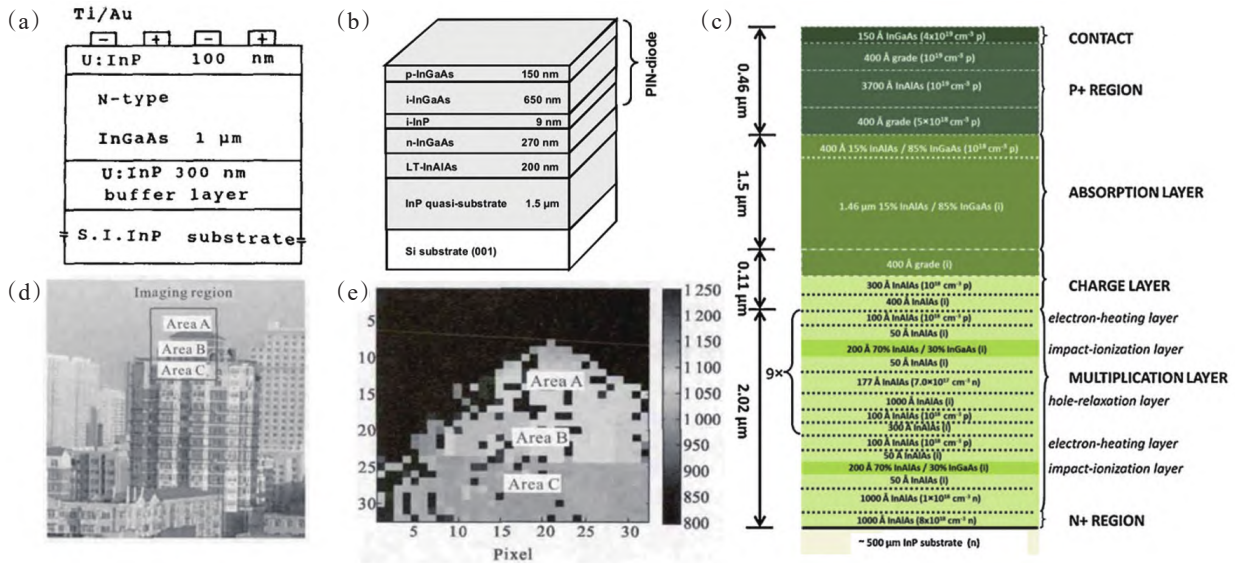 (a)
Ti/Au
- + - +
U:InP 100 nm
N-type
InGaAs 1 μm
U:InP 300 nm
buffer layer
S.I.InP substrate
(b)
p-InGaAs 150 nm
i-InGaAs 650 nm
i-InP 9 nm
n-InGaAs 270 nm
LT-InAlAs 200 nm
InP quasi-substrate 1.5 μm
Si substrate (001)
PIN-diode
(c)
0.46 μm
1.5 μm
0.11 μm
2.02 μm
9×
150 Å InGaAs (4x10¹⁹ cm⁻³ p)
400 Å grade (10¹⁹ cm⁻³ p)
3700 Å InAlAs (10¹⁹ cm⁻³ p)
400 Å grade (5×10¹⁹ cm⁻³ p)
400 Å 15% InAlAs / 85% InGaAs (10¹⁹ cm⁻³ p)
1.46 μm 15% InAlAs / 85% InGaAs (i)
400 Å grade (i)
300 Å InAlAs (10¹⁸ cm⁻³ p)
400 Å InAlAs (i)
100 Å InAlAs (10¹⁸ cm⁻³ p)
50 Å InAlAs (i)
200 Å 70% InAlAs / 30% InGaAs (i)
50 Å InAlAs (i)
177 Å InAlAs (7.0×10¹⁷ cm⁻³ n)
1000 Å InAlAs (i)
100 Å InAlAs (10¹⁸ cm⁻³ p)
300 Å InAlAs (i)
100 Å InAlAs (10¹⁸ cm⁻³ p)
50 Å InAlAs (i)
200 Å 70% InAlAs / 30% InGaAs (i)
50 Å InAlAs (i)
1000 Å InAlAs (1×10¹⁸ cm⁻³ n)
1000 Å InAlAs (8x10¹⁸ cm⁻³ n)
~ 500 μm InP substrate (n)
CONTACT
P+ REGION
ABSORPTION LAYER
CHARGE LAYER
electron-heating layer
impact-ionization layer
MULTIPLICATION LAYER
hole-relaxation layer
electron-heating layer
impact-ionization layer
N+ REGION
(d)
Imaging region
Area A
Area B
Area C
(e)
5
10
15
20
25
30
Area A
Area B
Area C
5 10 15 20 25 30
Pixel
1 250
1 200
1 150
1 100
1 050
1 000
950
900
850
800